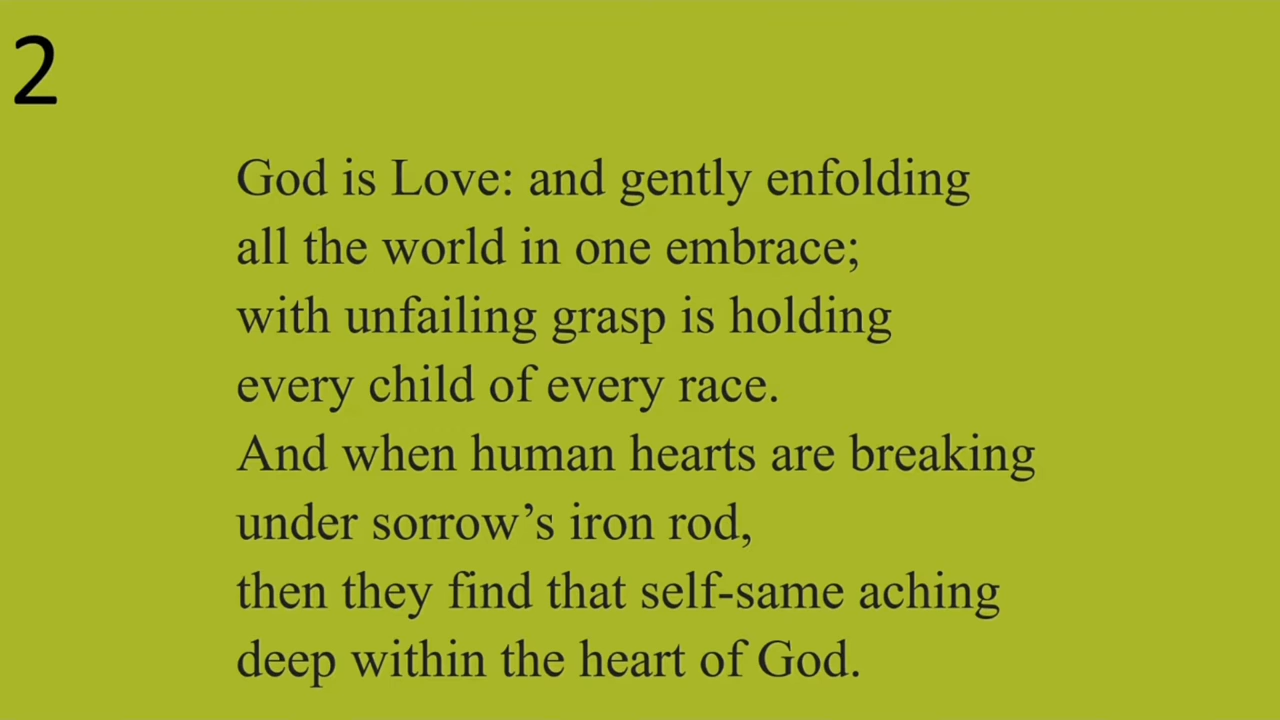 2
God is Love: and gently enfolding
all the world in one embrace;
with unfailing grasp is holding
every child of every race.
And when human hearts are breaking
under sorrow’s iron rod,
then they find that self-same aching
deep within the heart of God.